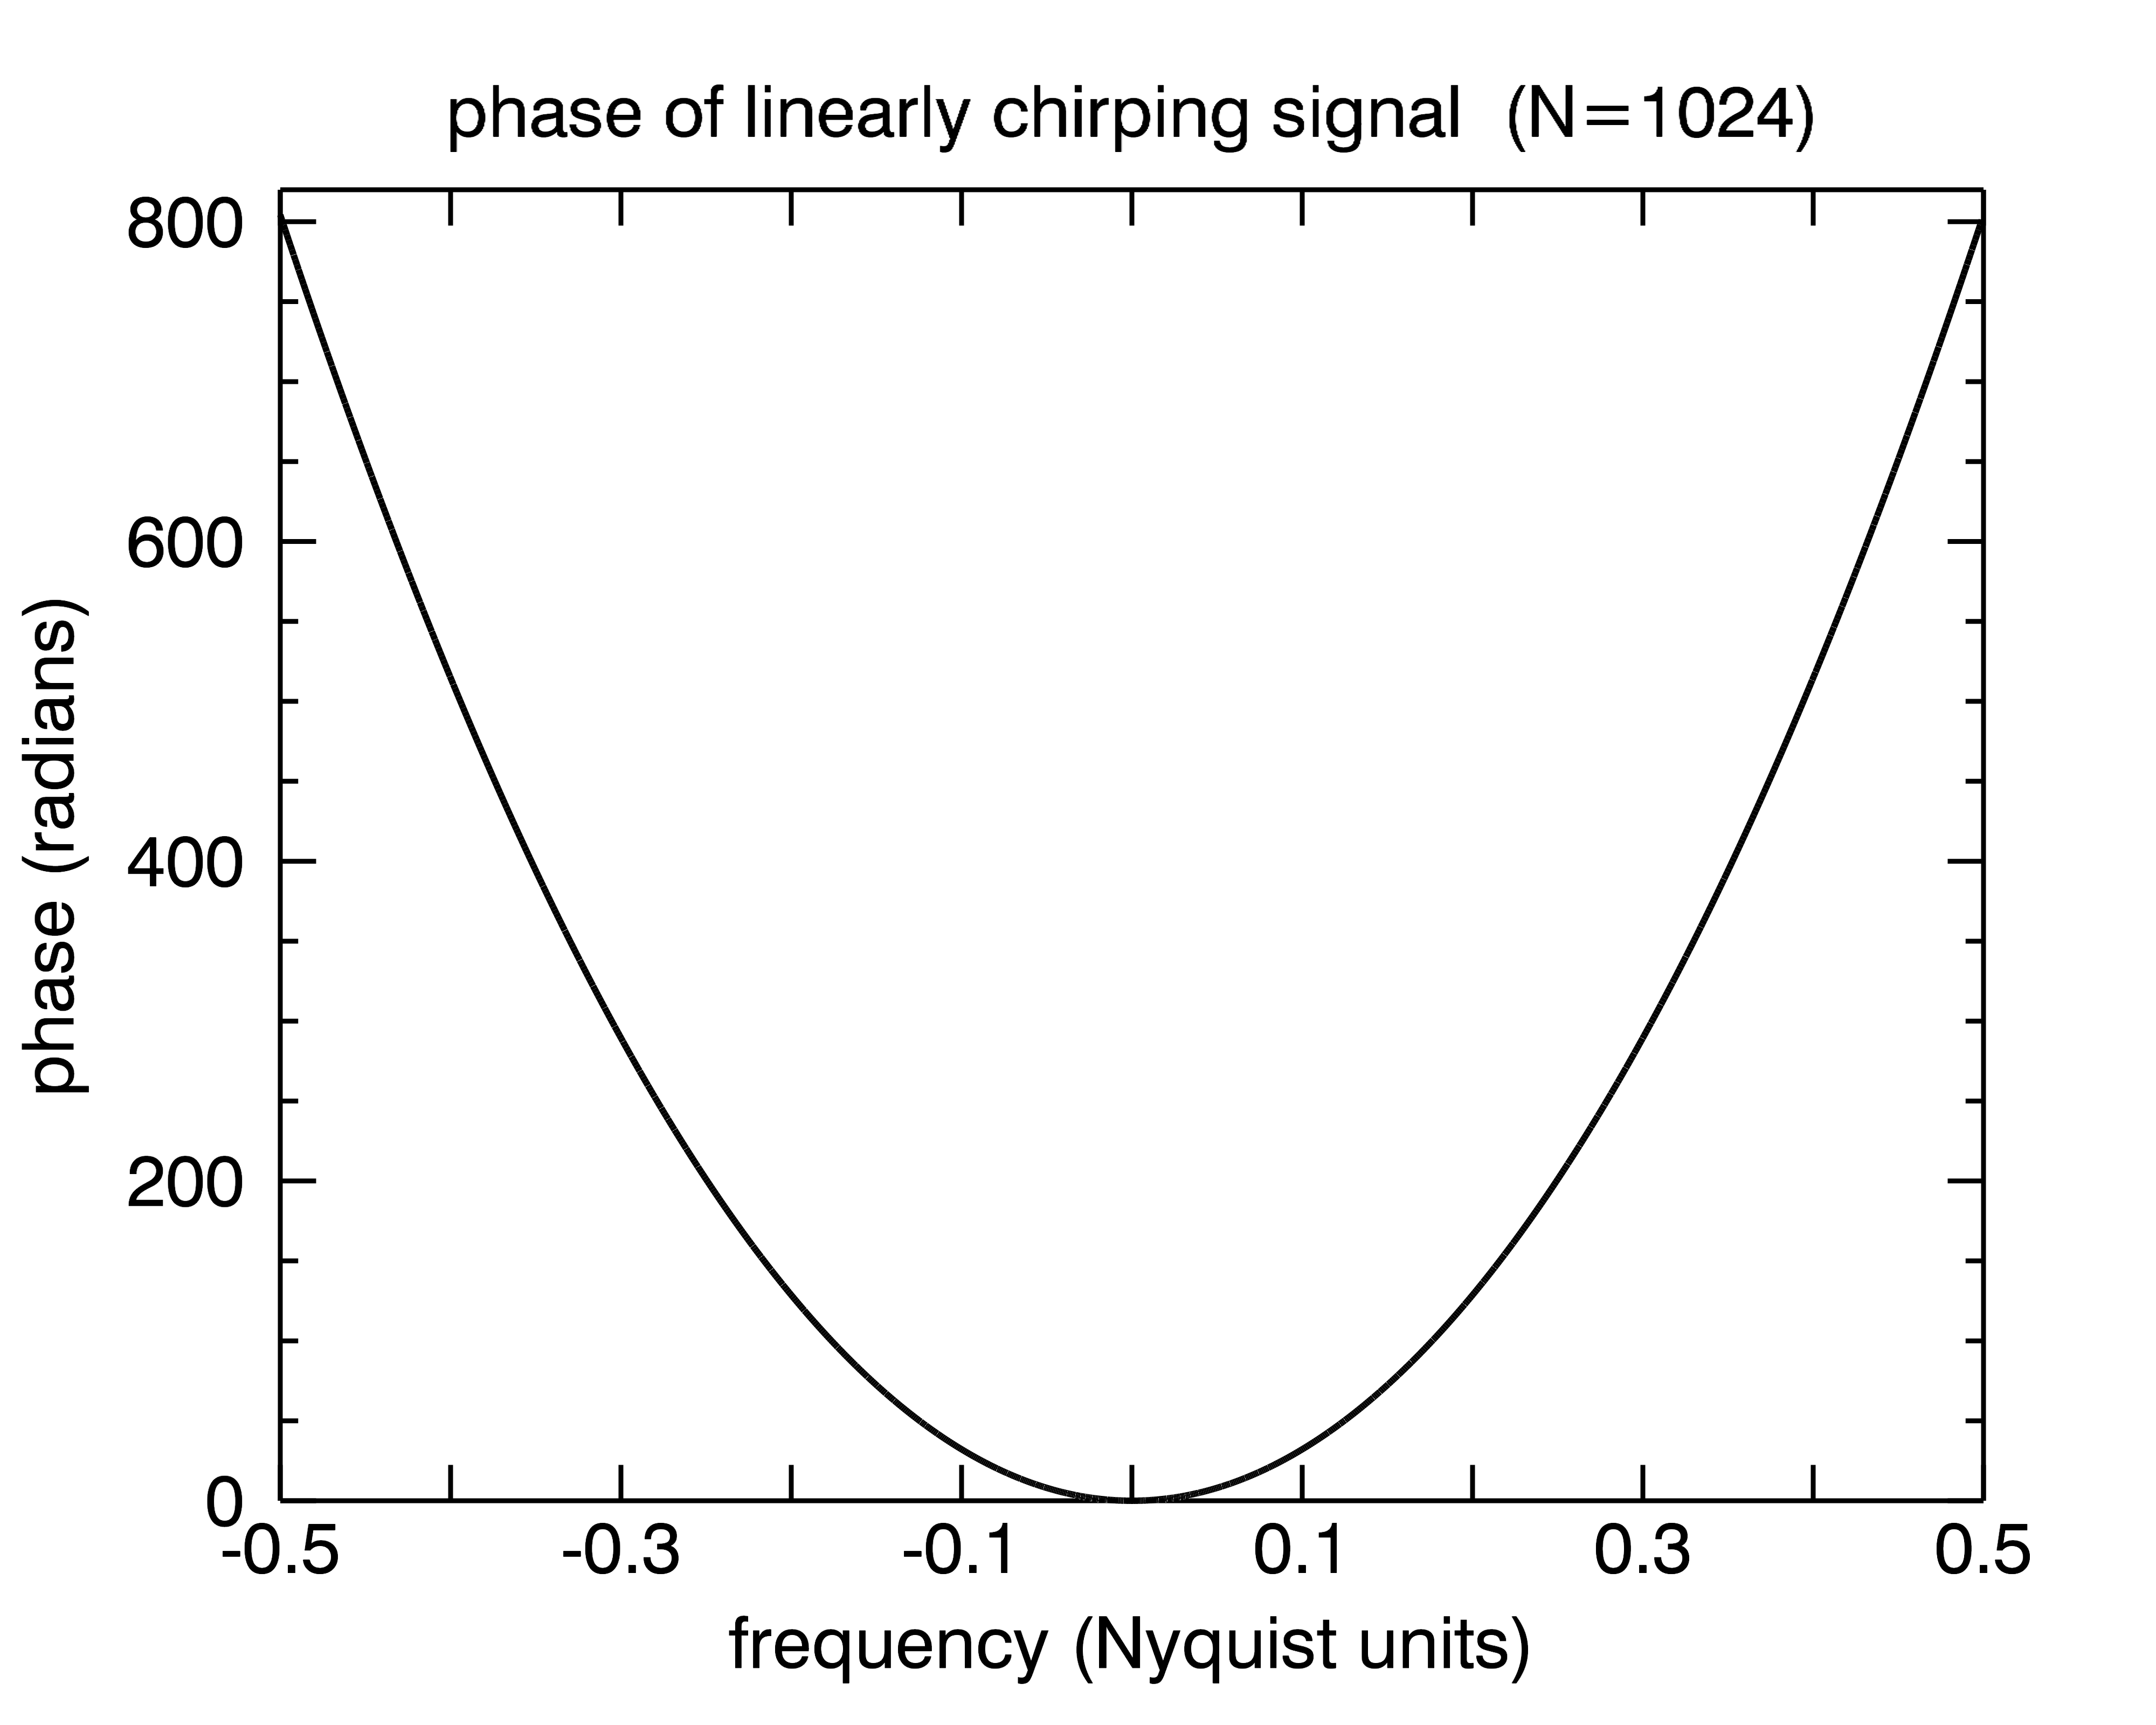 phase of linearly chirping signal (N=1024)
800
600
400
200
0
phase (radians)
-0.5 -0.3 -0.1 0.1 0.3 0.5
frequency (Nyquist units)